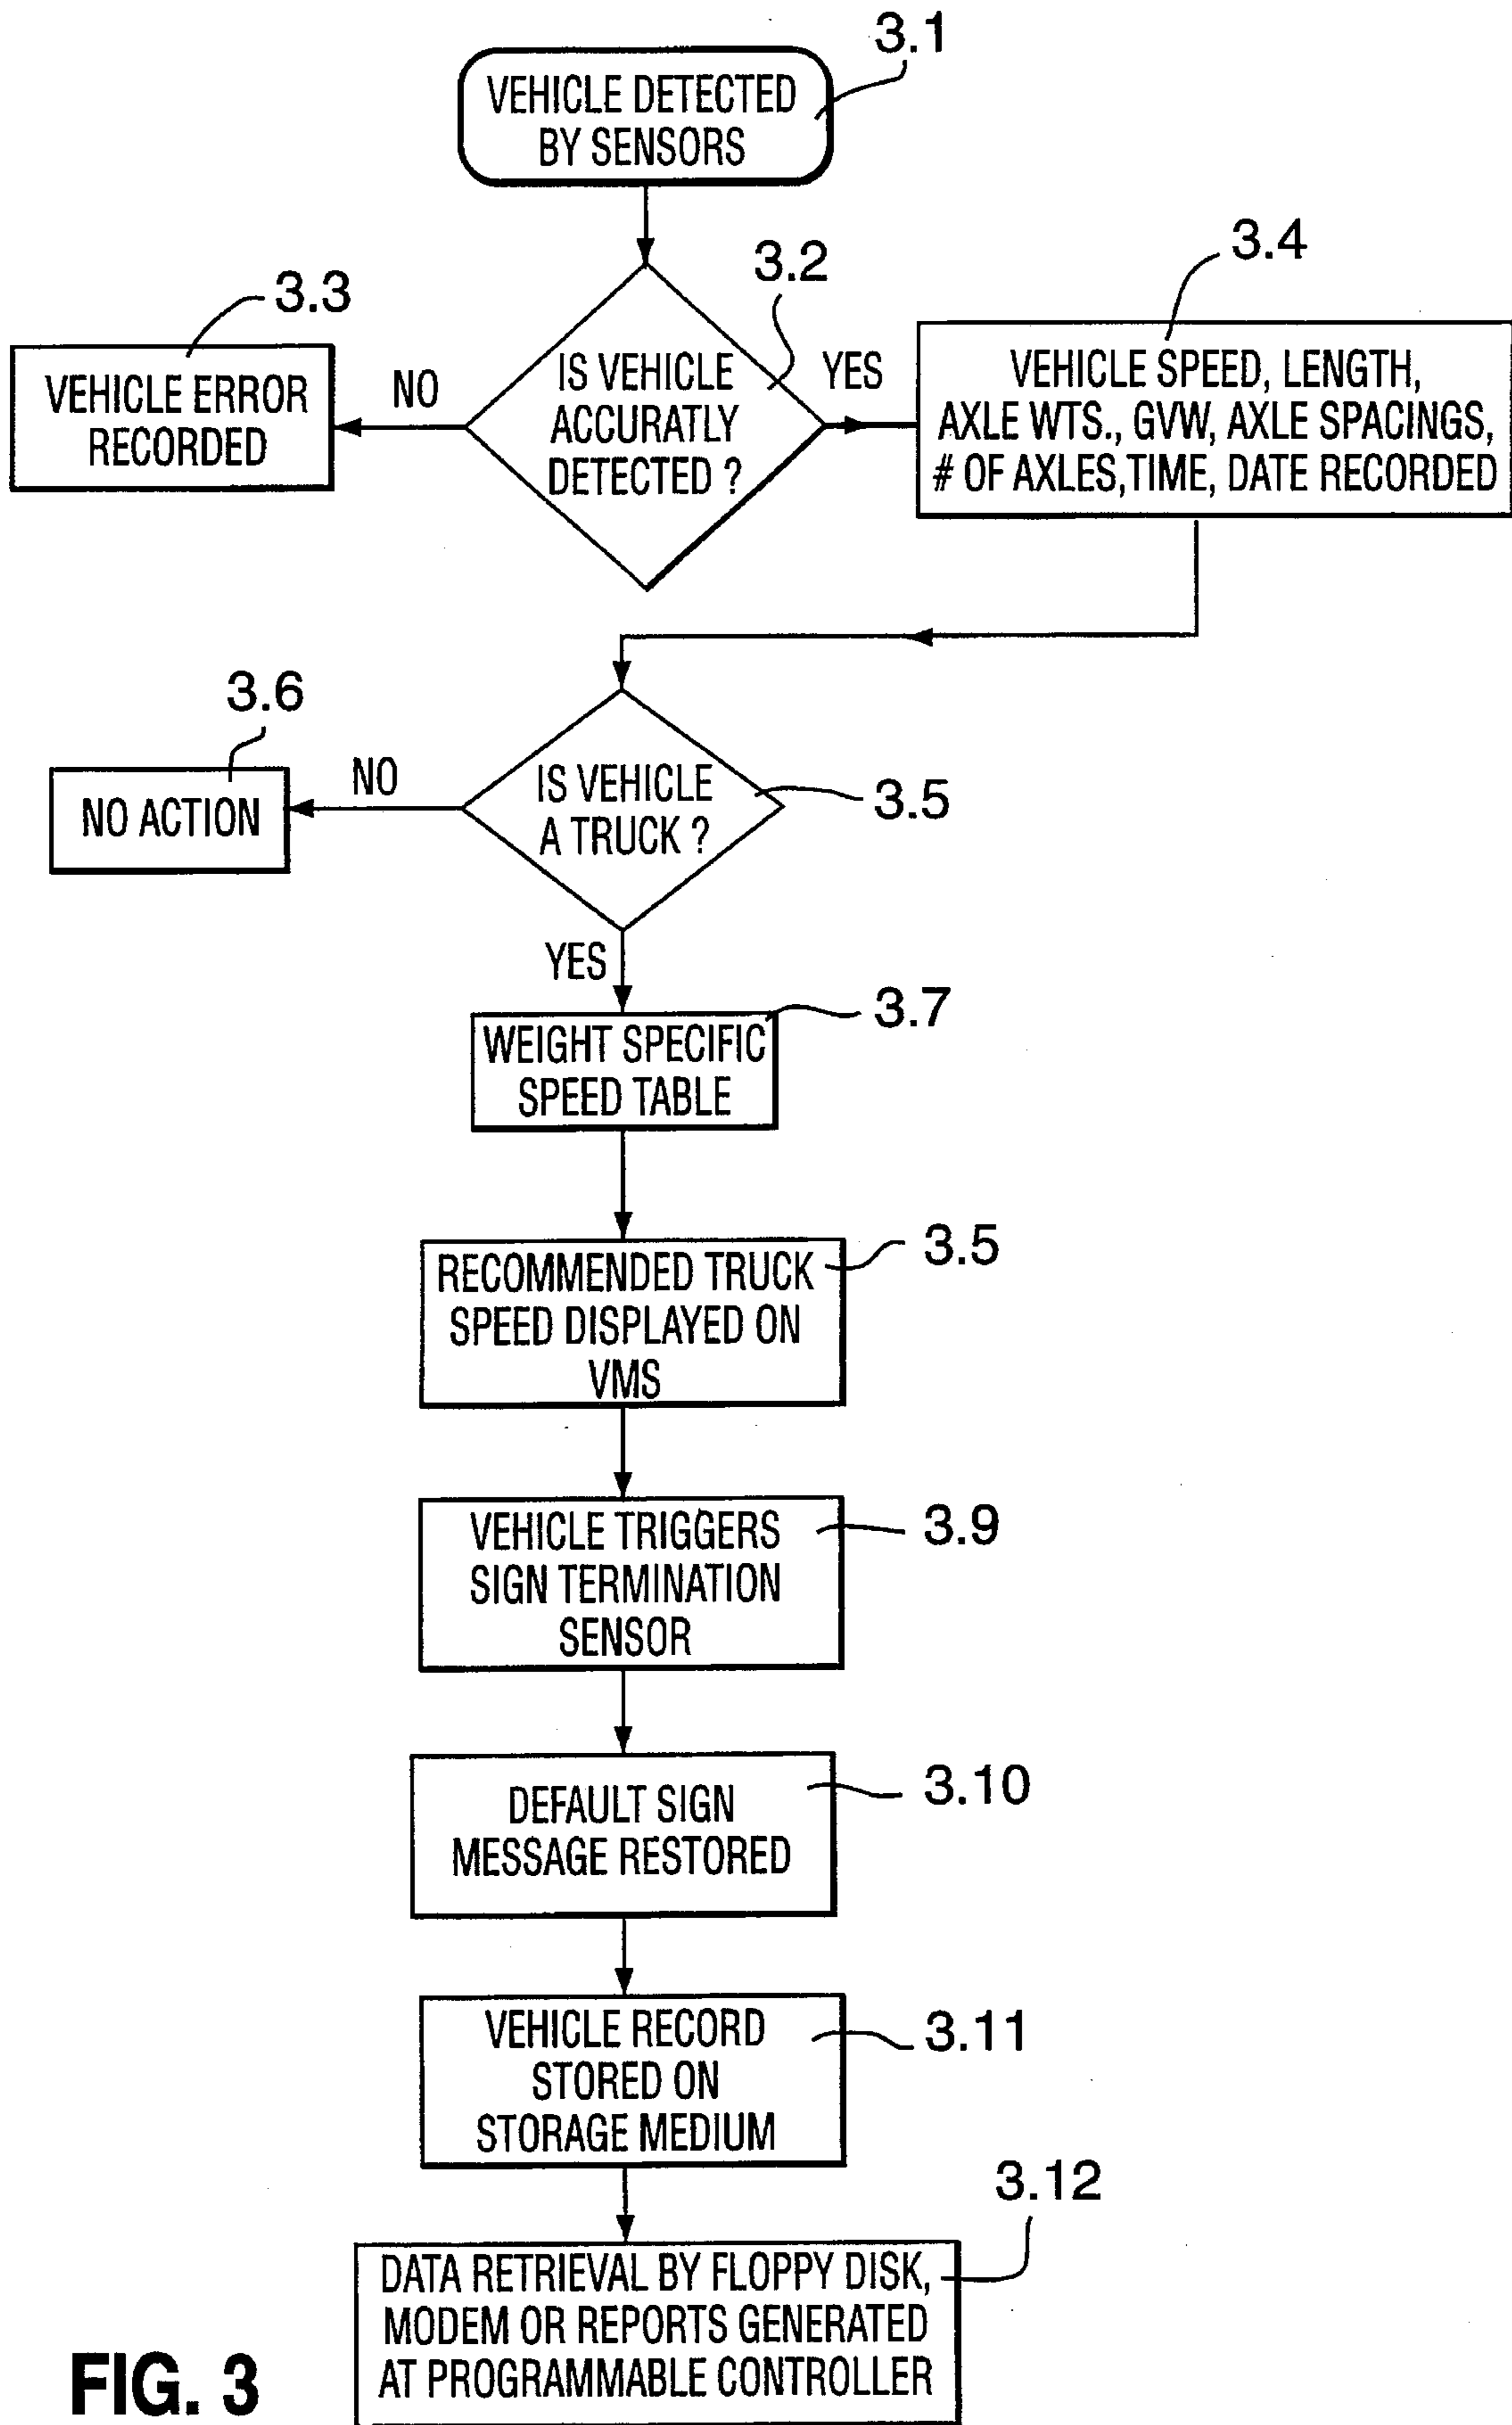 3.1
VEHICLE DETECTED
BY SENSORS
3.2
IS VEHICLE
ACCURATLY
DETECTED ?
NO
3.3
VEHICLE ERROR
RECORDED
YES
3.4
VEHICLE SPEED, LENGTH,
AXLE WTS., GVW, AXLE SPACINGS,
# OF AXLES,TIME, DATE RECORDED
3.5
IS VEHICLE
A TRUCK ?
NO
3.6
NO ACTION
YES
3.7
WEIGHT SPECIFIC
SPEED TABLE
3.5
RECOMMENDED TRUCK
SPEED DISPLAYED ON
VMS
3.9
VEHICLE TRIGGERS
SIGN TERMINATION
SENSOR
3.10
DEFAULT SIGN
MESSAGE RESTORED
3.11
VEHICLE RECORD
STORED ON
STORAGE MEDIUM
3.12
DATA RETRIEVAL BY FLOPPY DISK,
MODEM OR REPORTS GENERATED
AT PROGRAMMABLE CONTROLLER
FIG. 3